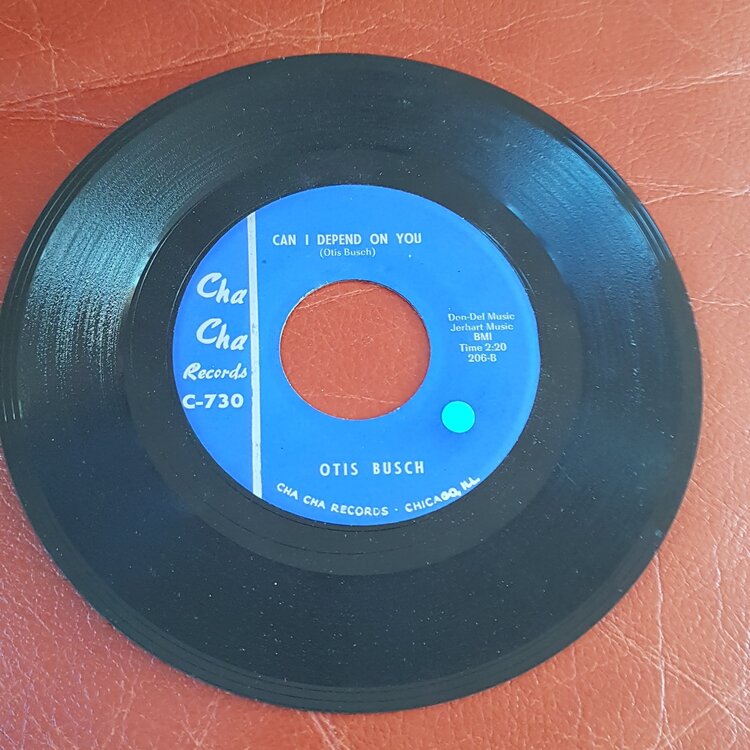 CAN I DEPEND ON YOU
(Otis Busch)
Cha
Cha
Records
C-730
Don-Del Music
Jerhart Music
BMI
Time 2:20
206-B
OTIS BUSCH
CHA CHA RECORDS · CHICAGO, ILL.